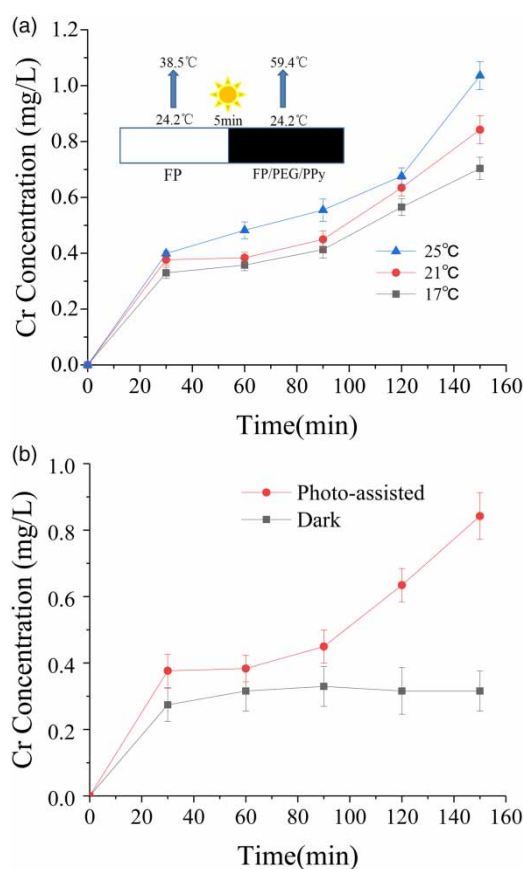 (a)
Cr Concentration (mg/L)
1.2
1.0
0.8
0.6
0.4
0.2
0.0
38.5℃ 59.4℃
24.2℃ 5min 24.2℃
FP FP/PEG/PPy
25℃
21℃
17℃
0 20 40 60 80 100 120 140 160
Time(min)
(b)
Cr Concentration (mg/L)
1.0
0.8
0.6
0.4
0.2
0.0
Photo-assisted
Dark
0 20 40 60 80 100 120 140 160
Time(min)